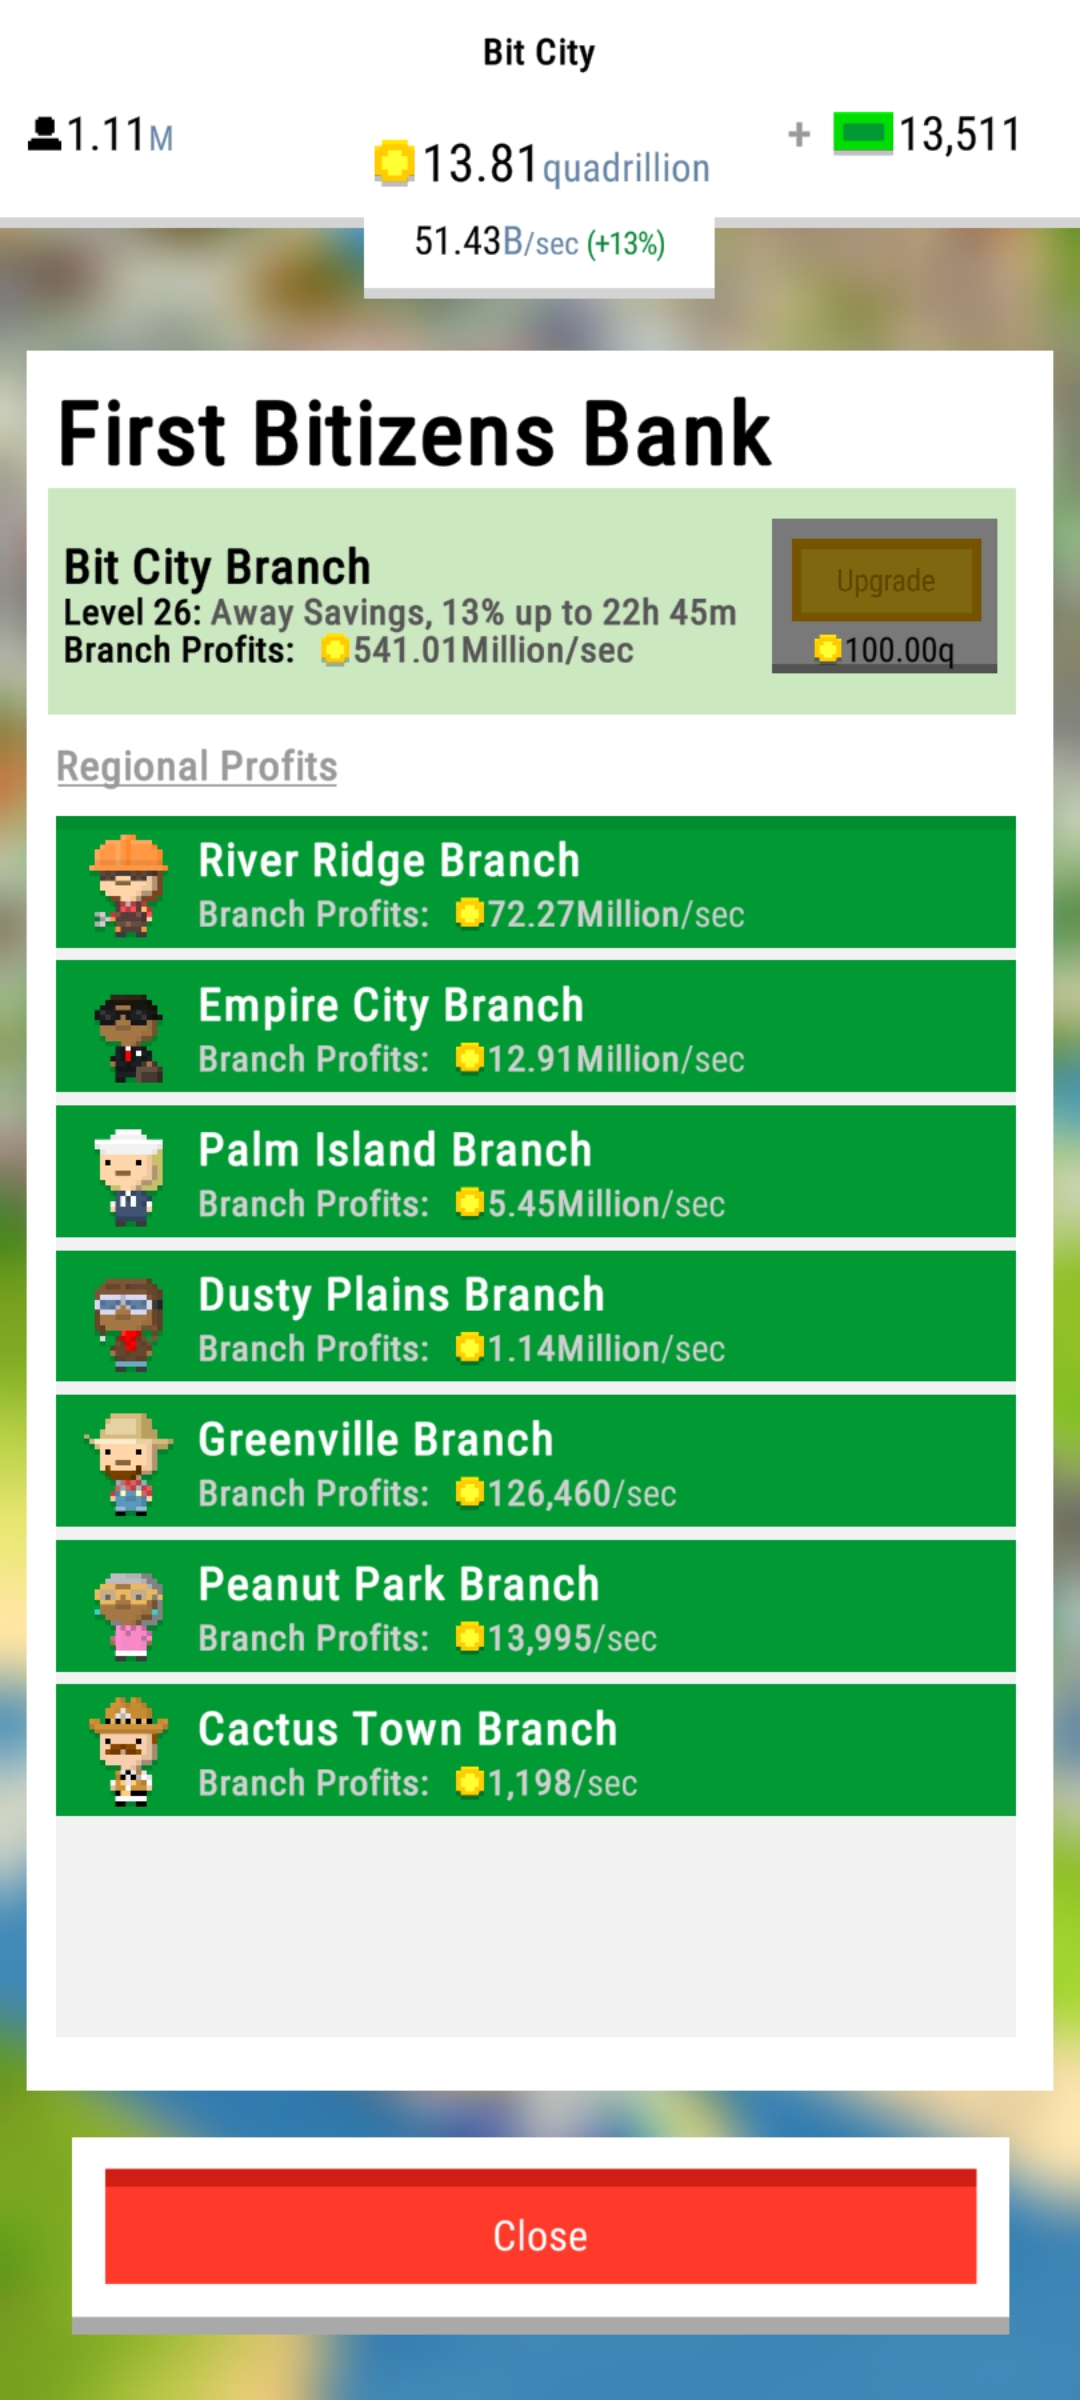 Bit City
1.11M
13.81quadrillion
+ 13,511
51.43B/sec (+13%)
First Bitizens Bank
Bit City Branch
Level 26: Away Savings, 13% up to 22h 45m
Branch Profits: 541.01Million/sec
Upgrade
100.00q
Regional Profits
River Ridge Branch
Branch Profits: 72.27Million/sec
Empire City Branch
Branch Profits: 12.91Million/sec
Palm Island Branch
Branch Profits: 5.45Million/sec
Dusty Plains Branch
Branch Profits: 1.14Million/sec
Greenville Branch
Branch Profits: 126,460/sec
Peanut Park Branch
Branch Profits: 13,995/sec
Cactus Town Branch
Branch Profits: 1,198/sec
Close